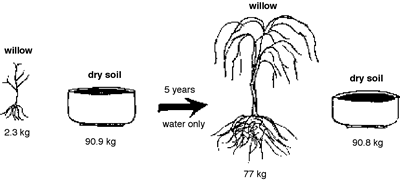 willow
dry soil
2.3 kg
90.9 kg
5 years
water only
willow
77 kg
dry soil
90.8 kg